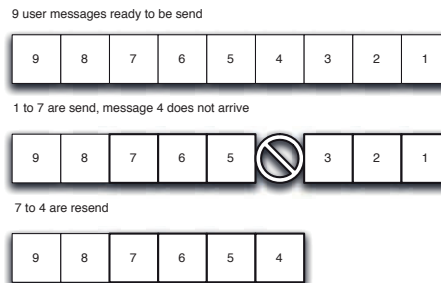 9 user messages ready to be send
9 8 7 6 5 4 3 2 1
1 to 7 are send, message 4 does not arrive
9 8 7 6 5 3 2 1
7 to 4 are resend
9 8 7 6 5 4